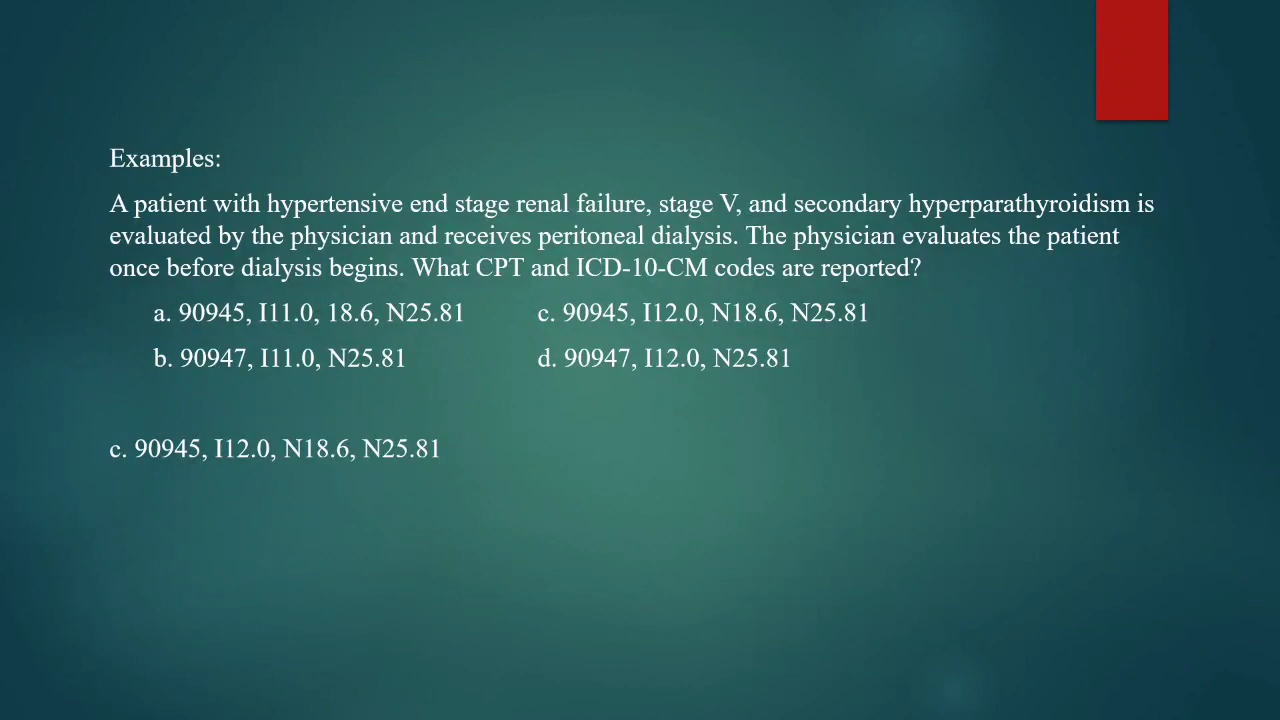 Examples:
A patient with hypertensive end stage renal failure, stage V, and secondary hyperparathyroidism is
evaluated by the physician and receives peritoneal dialysis. The physician evaluates the patient
once before dialysis begins. What CPT and ICD-10-CM codes are reported?
a. 90945, I11.0, 18.6, N25.81 c. 90945, I12.0, N18.6, N25.81
b. 90947, I11.0, N25.81 d. 90947, I12.0, N25.81
c. 90945, I12.0, N18.6, N25.81